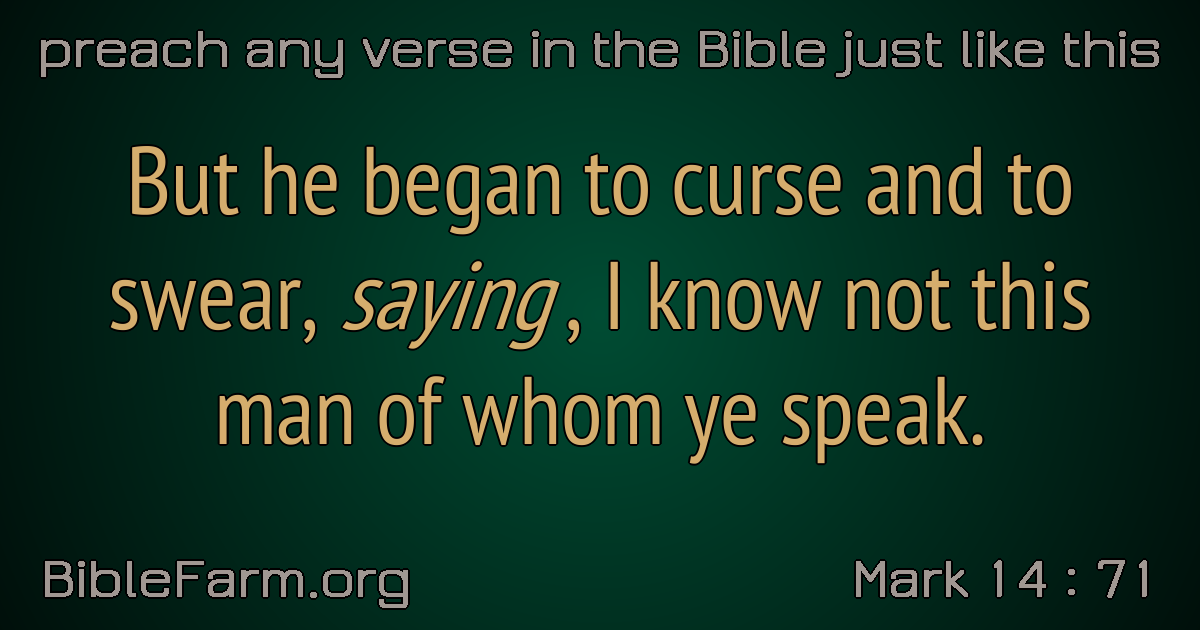 preach any verse in the Bible just like this
But he began to curse and to
swear, saying , I know not this
man of whom ye speak.
BibleFarm.org
Mark 14 : 71